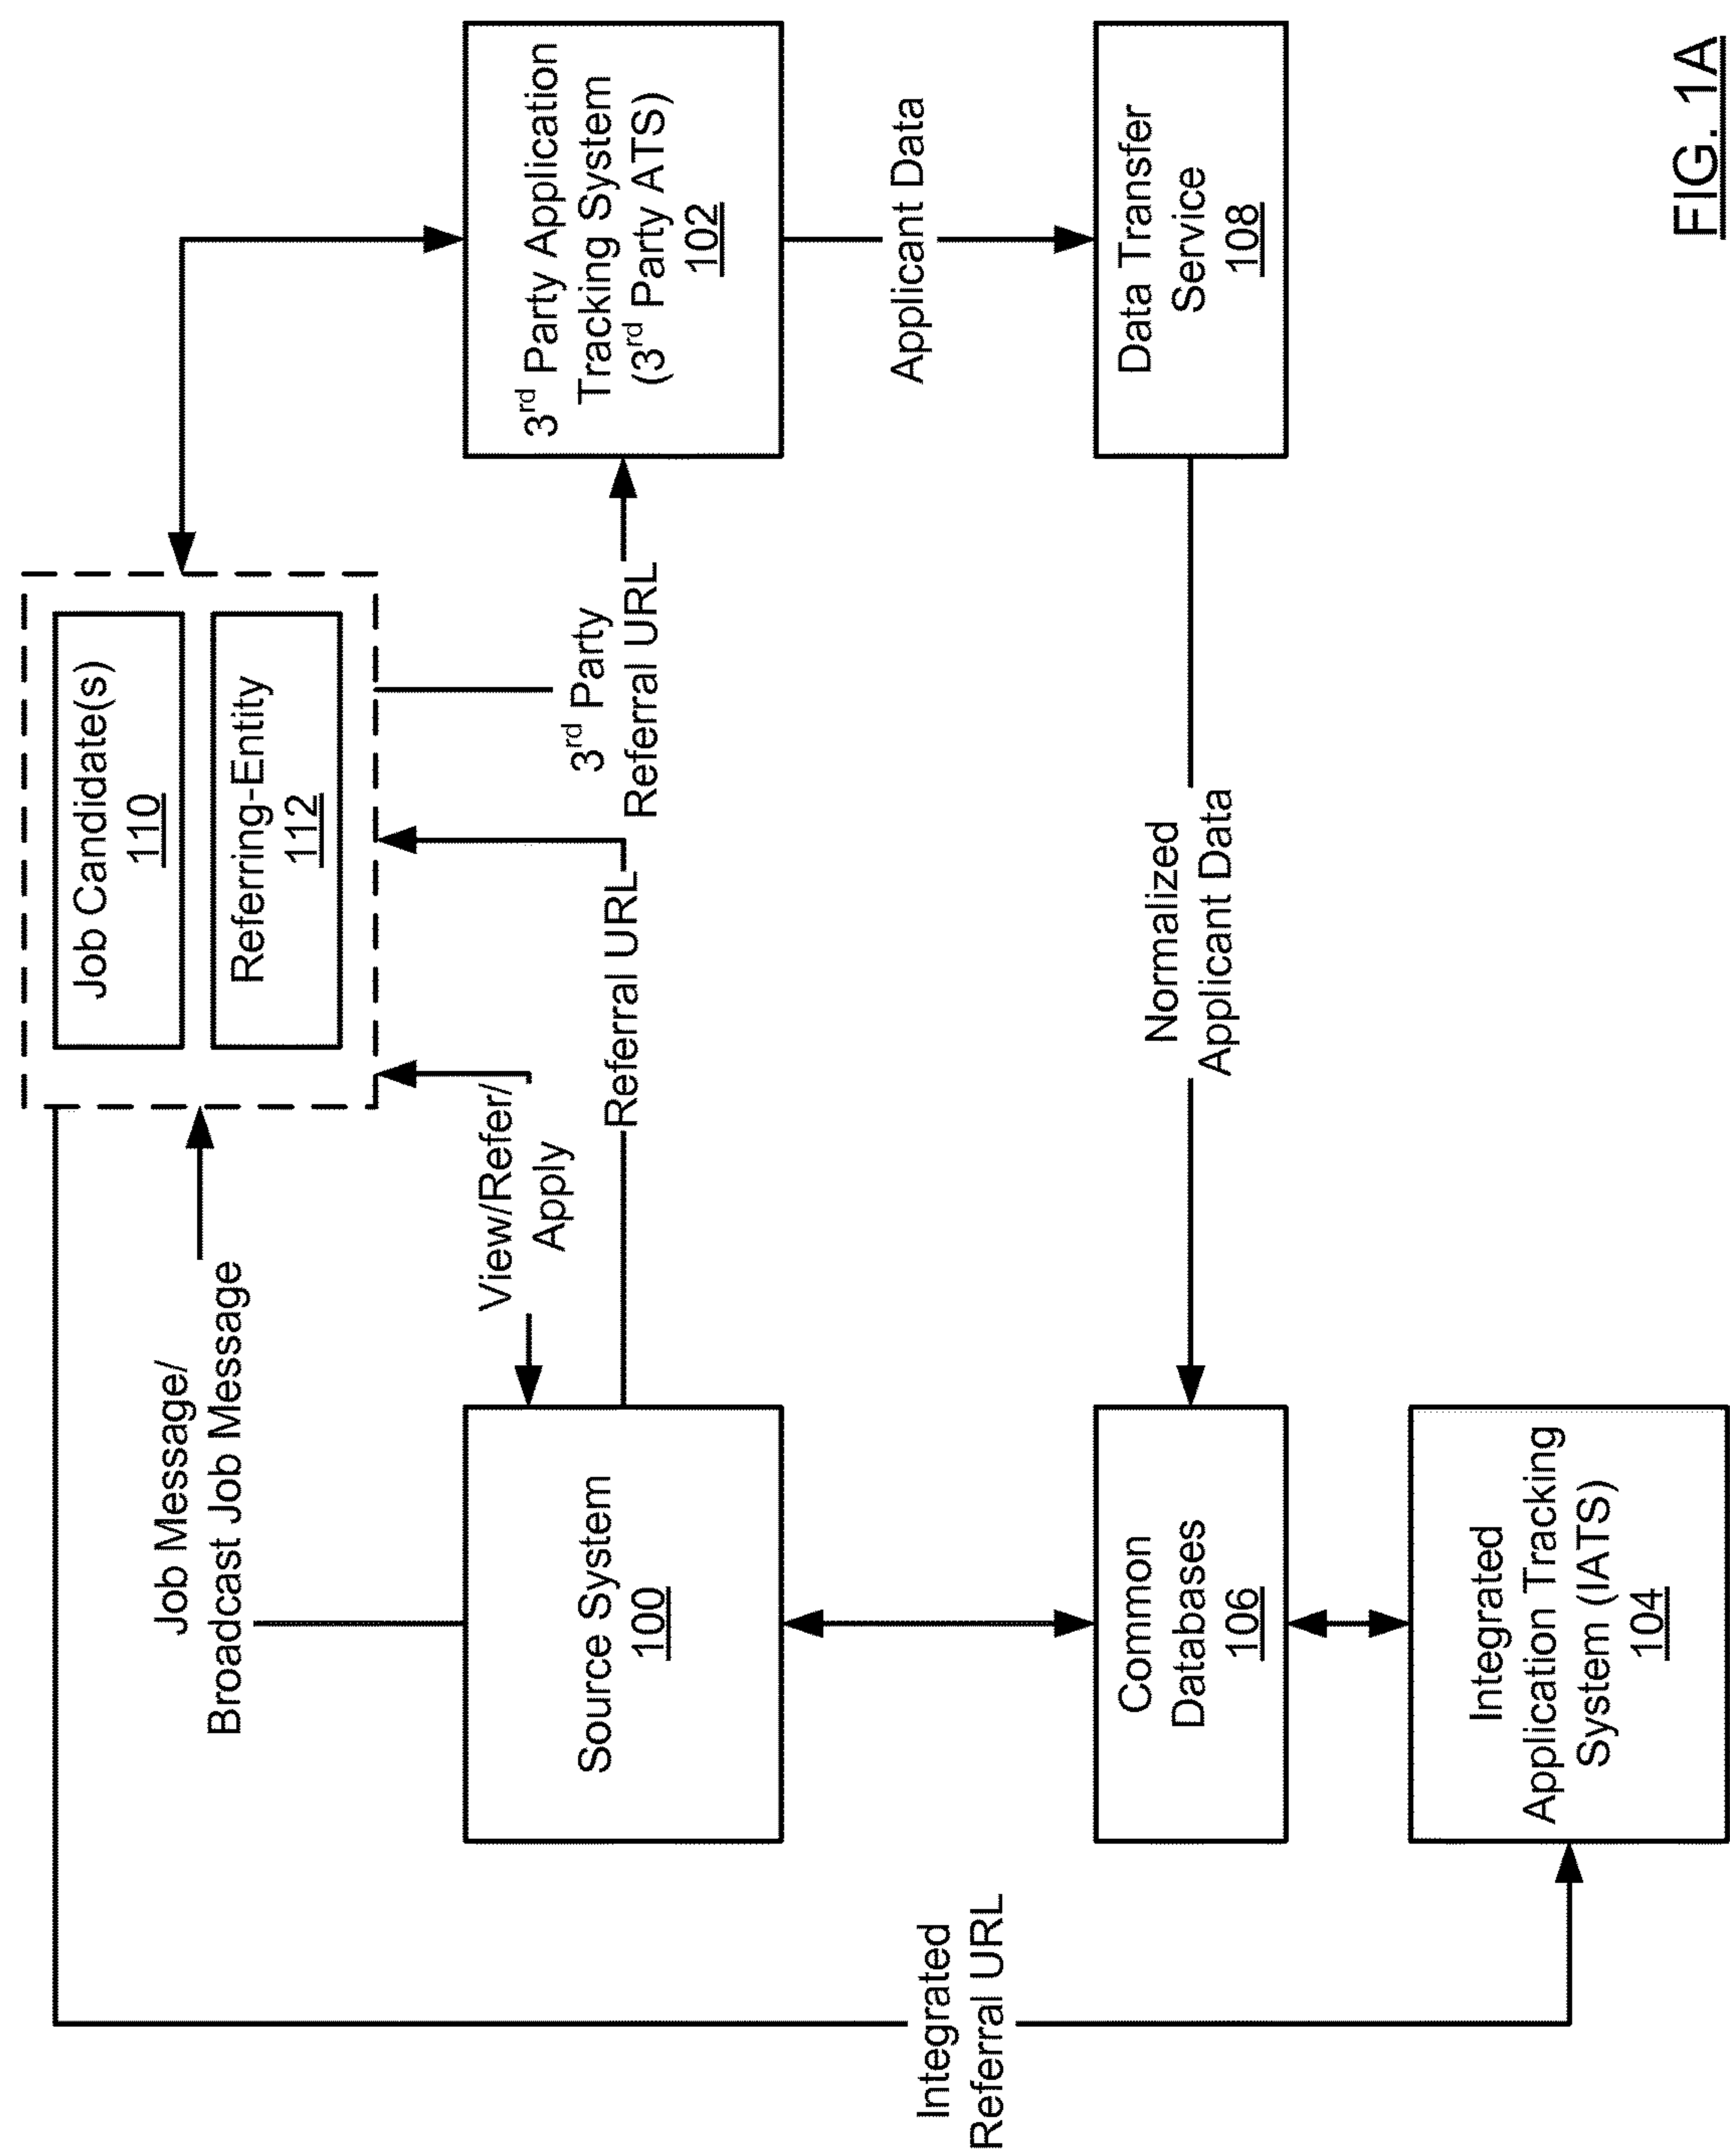 Job Candidate(s)
110
Referring-Entity
112
Job Message/
Broadcast Job Message
View/Refer/
Apply
Referral URL
3rd Party
Referral URL
Source System
100
3rd Party Application
Tracking System
(3rd Party ATS)
102
Applicant Data
Integrated
Referral URL
Common
Databases
106
Normalized
Applicant Data
Data Transfer
Service
108
Integrated
Application Tracking
System (IATS)
104
FIG. 1A